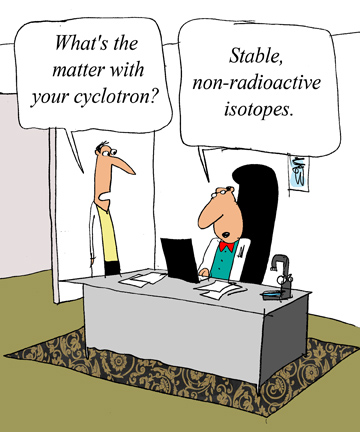 What's the
matter with
your cyclotron?
Stable,
non-radioactive
isotopes.